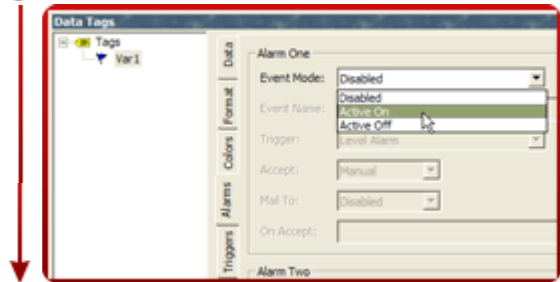 Data Tags
Tags
Var1
Data
Format
Colors
Alarms
Triggers
Alarm One
Event Mode: Disabled
Disabled
Active On
Active Off
Event Name:
Trigger: Level Alarm
Accept: Manual
Mail To: Disabled
On Accept:
Alarm Two